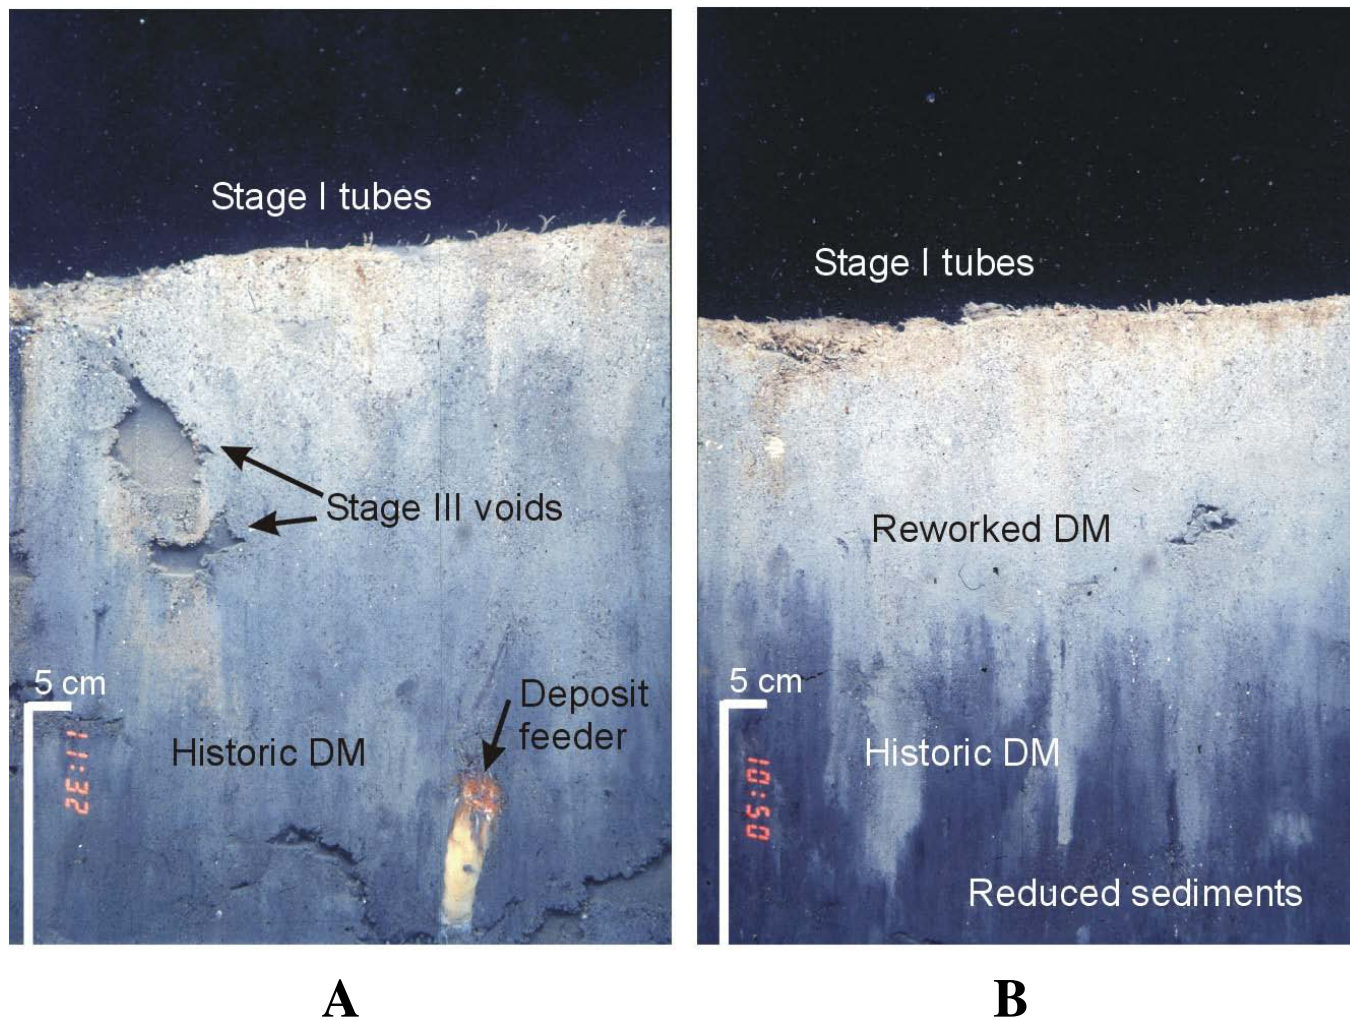 Stage I tubes
Stage III voids
5 cm
Deposit
feeder
Historic DM
11:32
A
Stage I tubes
Reworked DM
5 cm
Historic DM
10:50
Reduced sediments
B